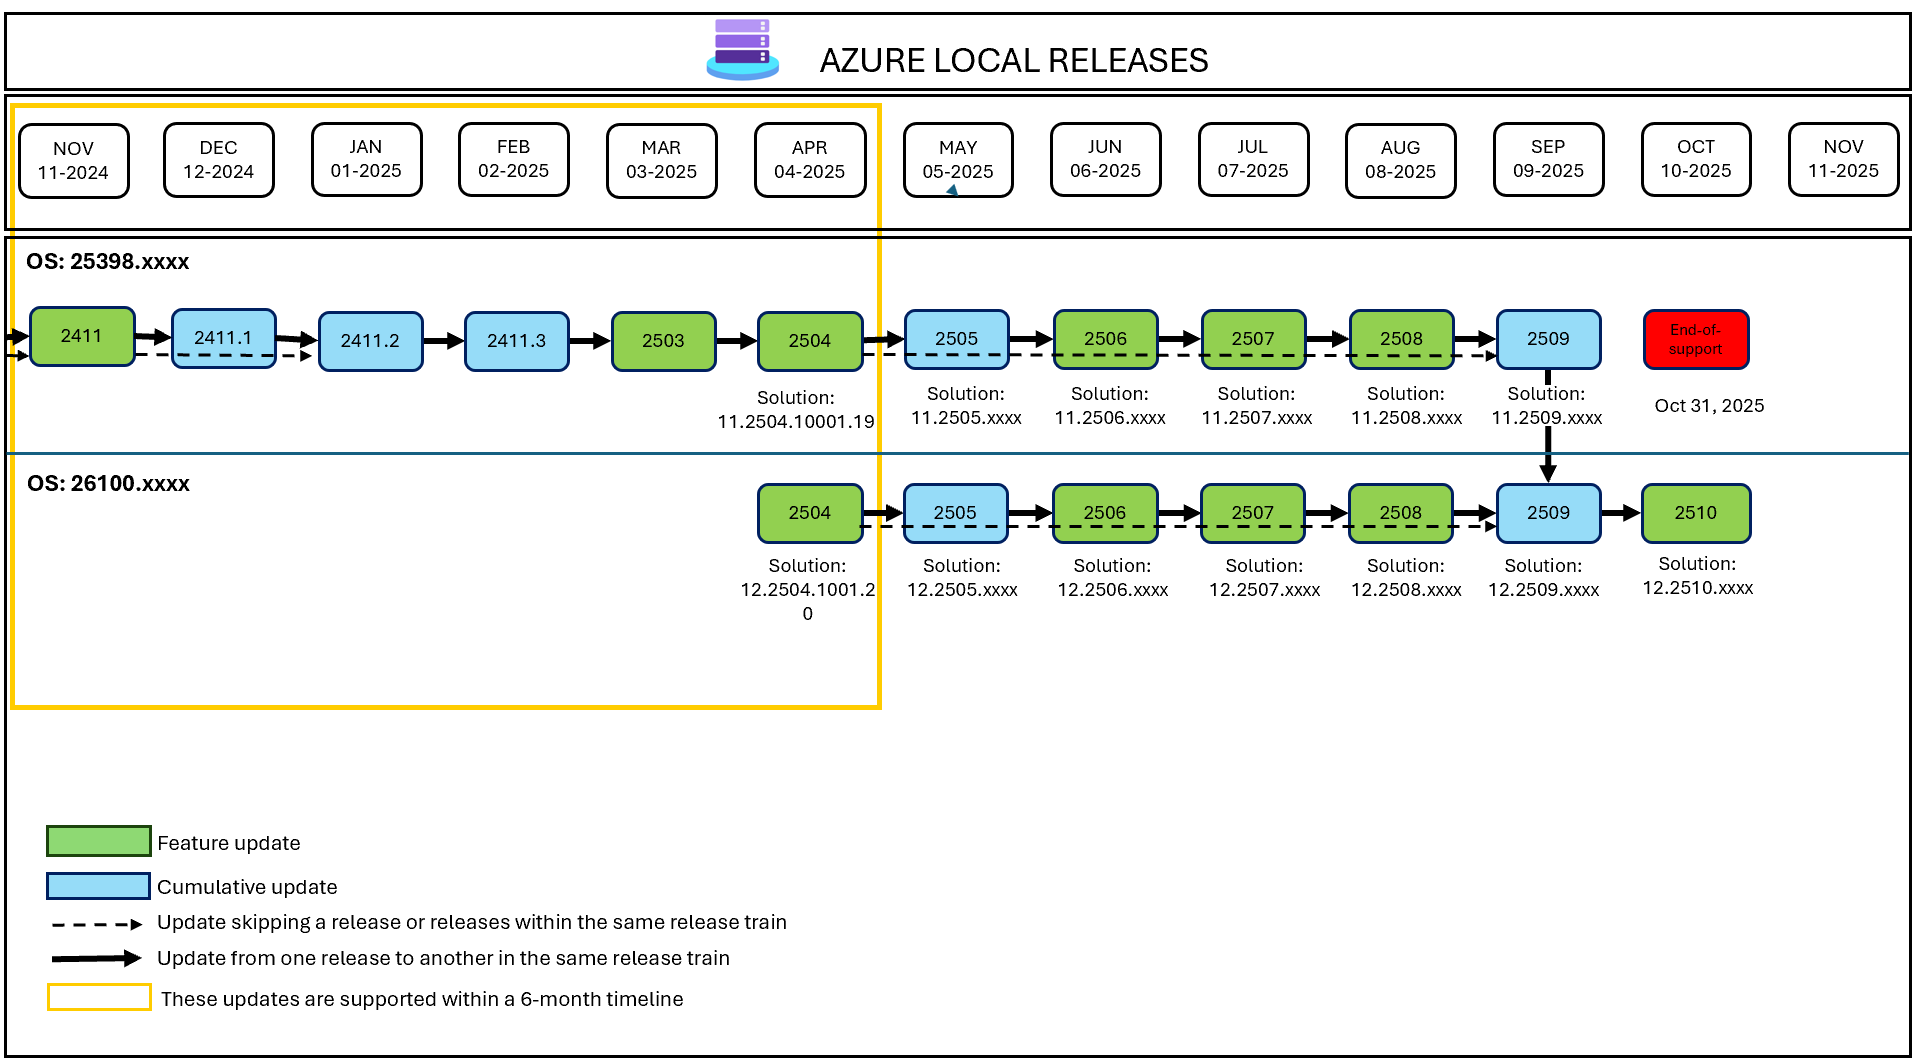 AZURE LOCAL RELEASES
NOV
11-2024
DEC
12-2024
JAN
01-2025
FEB
02-2025
MAR
03-2025
APR
04-2025
MAY
05-2025
JUN
06-2025
JUL
07-2025
AUG
08-2025
SEP
09-2025
OCT
10-2025
NOV
11-2025
OS: 25398.xxxx
2411
2411.1
2411.2
2411.3
2503
2504
2505
2506
2507
2508
2509
End-of-
support
Solution:
11.2504.10001.19
Solution:
11.2505.xxxx
Solution:
11.2506.xxxx
Solution:
11.2507.xxxx
Solution:
11.2508.xxxx
Solution:
11.2509.xxxx
Oct 31, 2025
OS: 26100.xxxx
2504
2505
2506
2507
2508
2509
2510
Solution:
12.2504.1001.2
0
Solution:
12.2505.xxxx
Solution:
12.2506.xxxx
Solution:
12.2507.xxxx
Solution:
12.2508.xxxx
Solution:
12.2509.xxxx
Solution:
12.2510.xxxx
Feature update
Cumulative update
Update skipping a release or releases within the same release train
Update from one release to another in the same release train
These updates are supported within a 6-month timeline